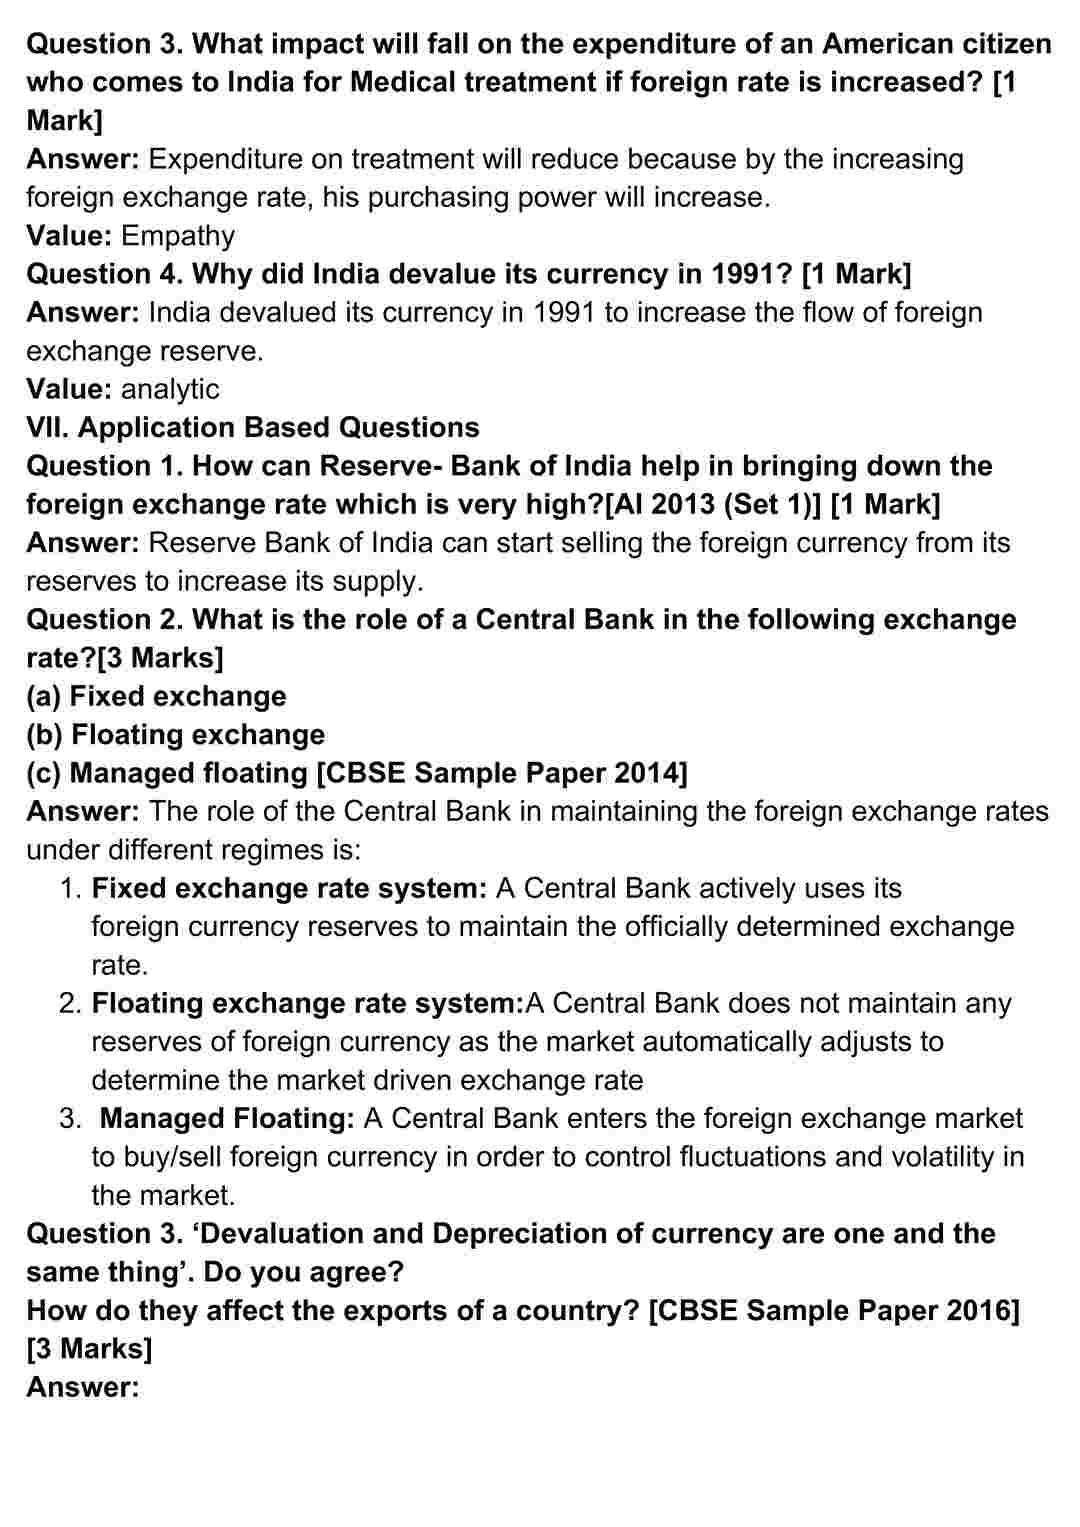 Question 3. What impact will fall on the expenditure of an American citizen
who comes to India for Medical treatment if foreign rate is increased? [1
Mark]
Answer: Expenditure on treatment will reduce because by the increasing
foreign exchange rate, his purchasing power will increase.
Value: Empathy
Question 4. Why did India devalue its currency in 1991? [1 Mark]
Answer: India devalued its currency in 1991 to increase the flow of foreign
exchange reserve.
Value: analytic
VII. Application Based Questions
Question 1. How can Reserve- Bank of India help in bringing down the
foreign exchange rate which is very high?[AI 2013 (Set 1)] [1 Mark]
Answer: Reserve Bank of India can start selling the foreign currency from its
reserves to increase its supply.
Question 2. What is the role of a Central Bank in the following exchange
rate?[3 Marks]
(a) Fixed exchange
(b) Floating exchange
(c) Managed floating [CBSE Sample Paper 2014]
Answer: The role of the Central Bank in maintaining the foreign exchange rates
under different regimes is:
1. Fixed exchange rate system: A Central Bank actively uses its
foreign currency reserves to maintain the officially determined exchange
rate.
2. Floating exchange rate system:A Central Bank does not maintain any
reserves of foreign currency as the market automatically adjusts to
determine the market driven exchange rate
3. Managed Floating: A Central Bank enters the foreign exchange market
to buy/sell foreign currency in order to control fluctuations and volatility in
the market.
Question 3. ‘Devaluation and Depreciation of currency are one and the
same thing’. Do you agree?
How do they affect the exports of a country? [CBSE Sample Paper 2016]
[3 Marks]
Answer: